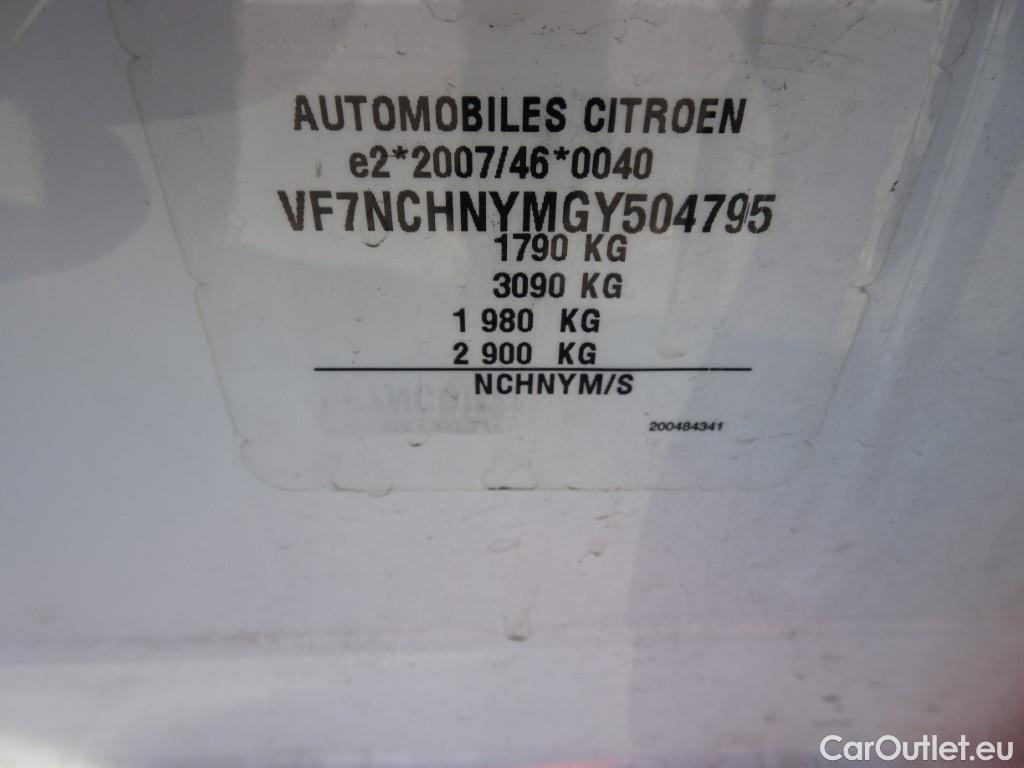 AUTOMOBILES CITROEN
e2*2007/46*0040
VF7NCHNYMGY504795
1790 KG
3090 KG
1 980 KG
2 900 KG
NCHNYM/S
200484341
CarOutlet.eu